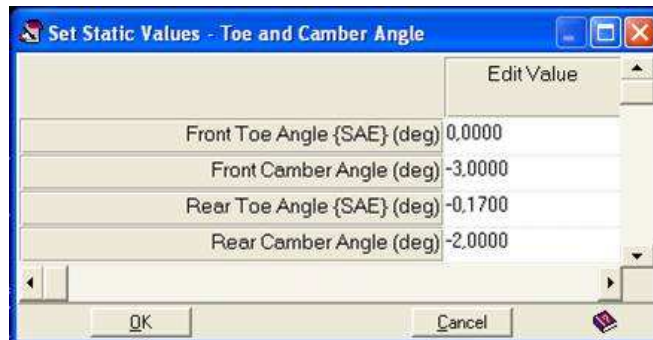 Set Static Values - Toe and Camber Angle
Edit Value
Front Toe Angle {SAE} (deg) 0,0000
Front Camber Angle (deg) -3,0000
Rear Toe Angle {SAE} (deg) -0,1700
Rear Camber Angle (deg) -2,0000
OK Cancel